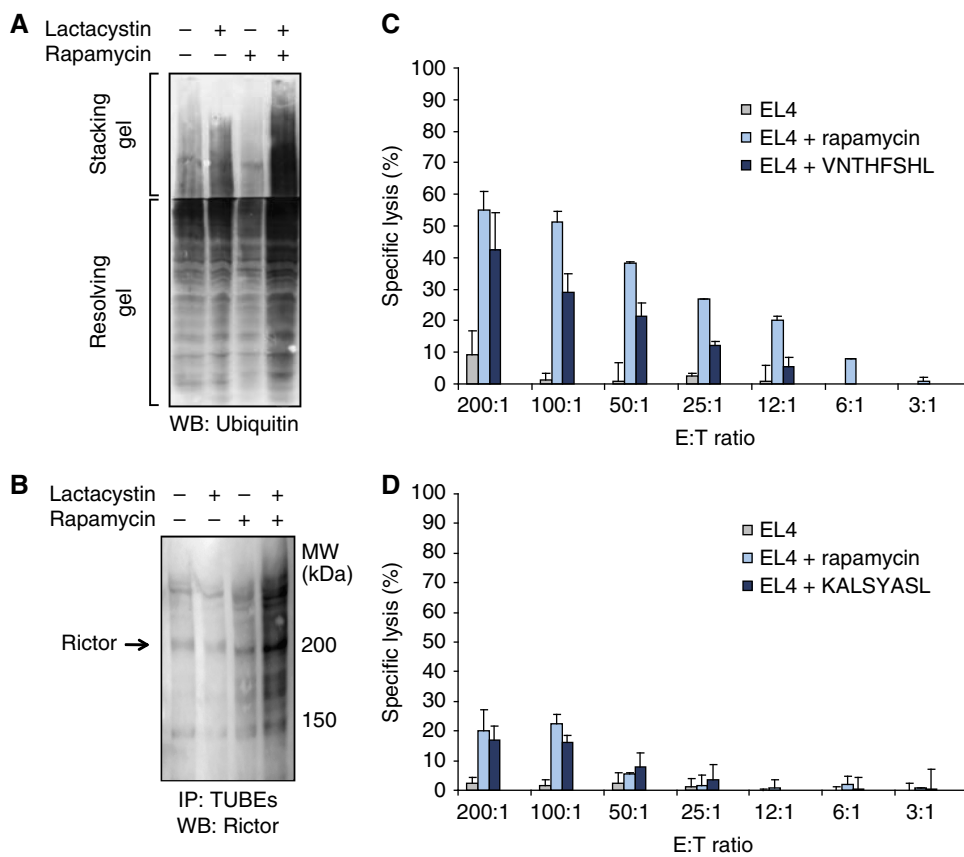 A
Lactacystin – + – +
Rapamycin – – + +
Stacking
gel
Resolving
gel
WB: Ubiquitin
B
Lactacystin – + – +
Rapamycin – – + +
MW
(kDa)
Rictor
200
150
IP: TUBEs
WB: Rictor
C
100
90
80
70
60
50
40
30
20
10
0
Specific lysis (%)
EL4
EL4 + rapamycin
EL4 + VNTHFSHL
200:1 100:1 50:1 25:1 12:1 6:1 3:1
E:T ratio
D
100
90
80
70
60
50
40
30
20
10
0
Specific lysis (%)
EL4
EL4 + rapamycin
EL4 + KALSYASL
200:1 100:1 50:1 25:1 12:1 6:1 3:1
E:T ratio